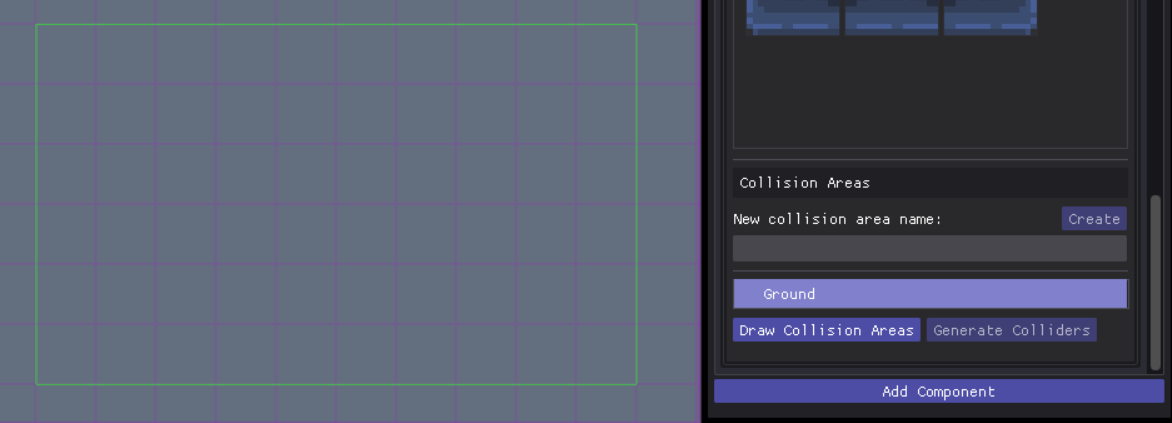 Collision Areas
New collision area name: Create
Ground
Draw Collision Areas Generate Colliders
Add Component